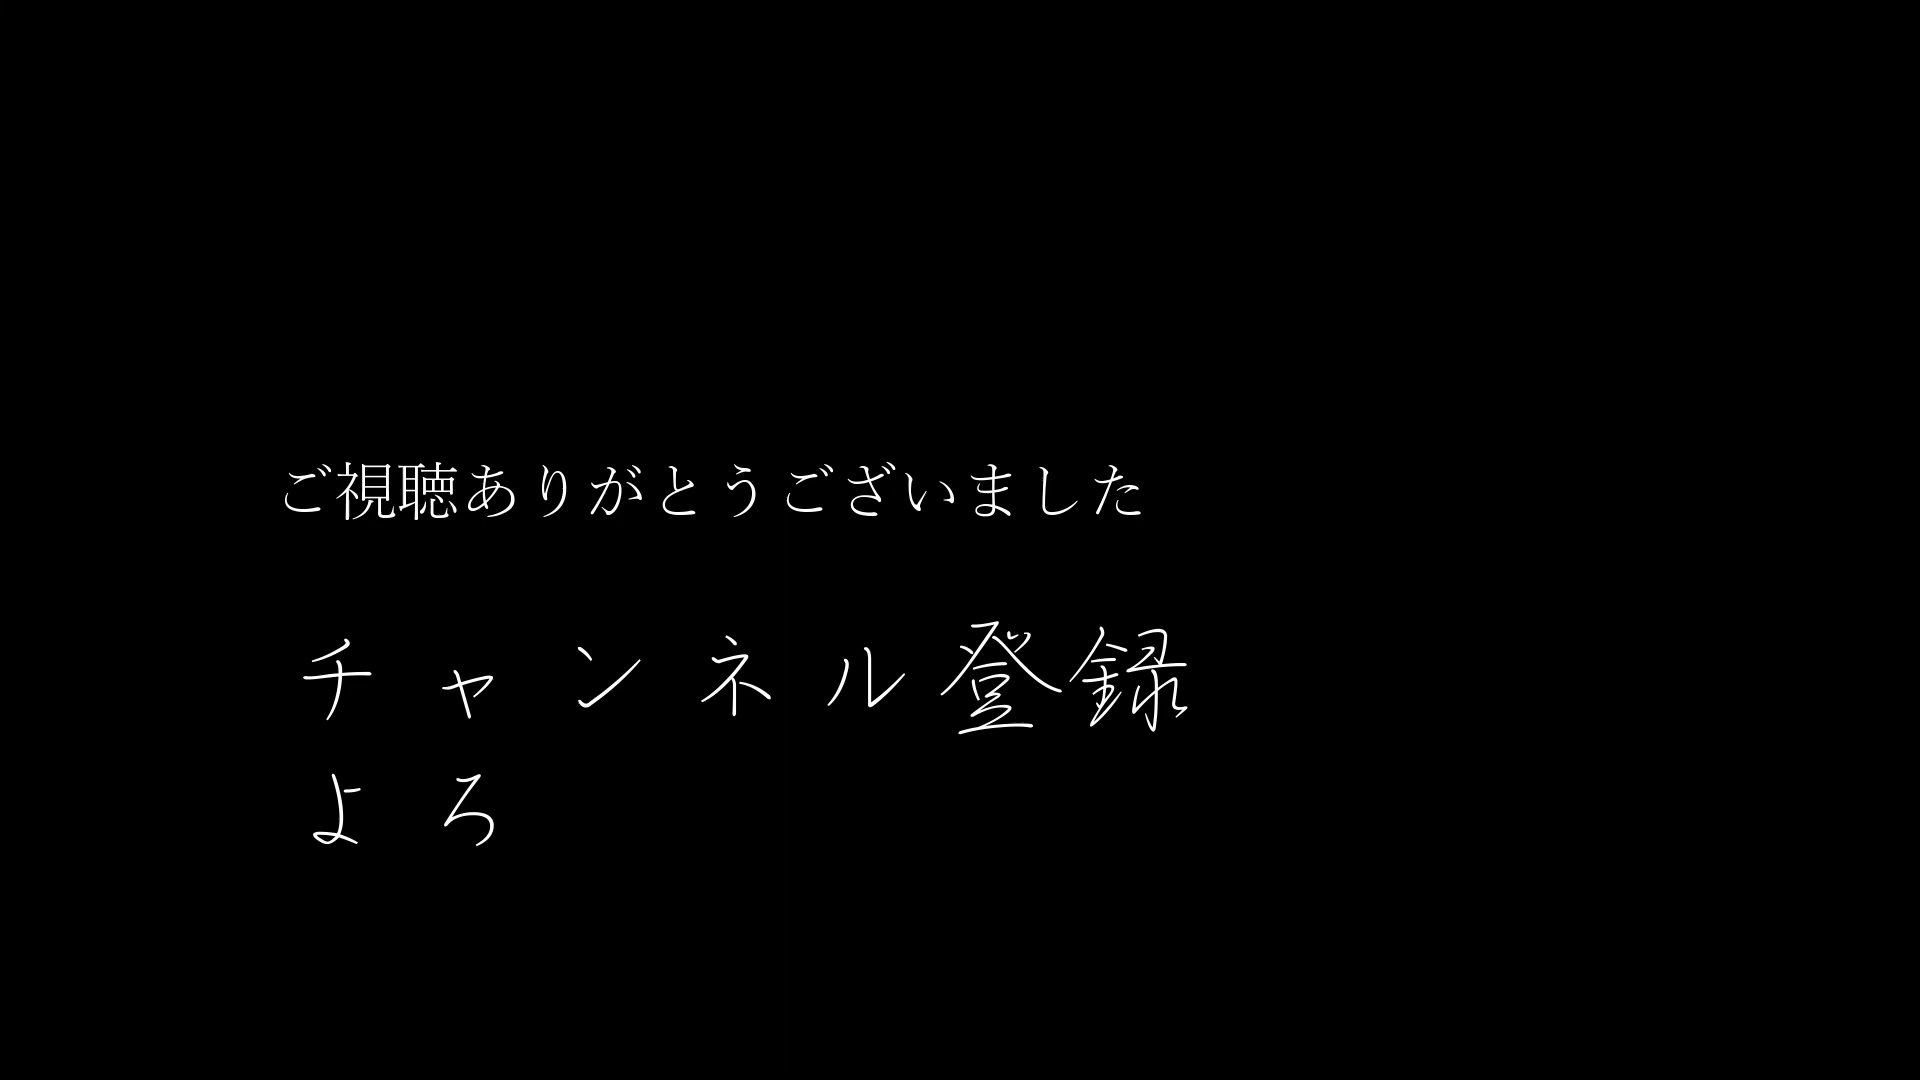 ご視聴ありがとうございました
チャンネル登録
よろ